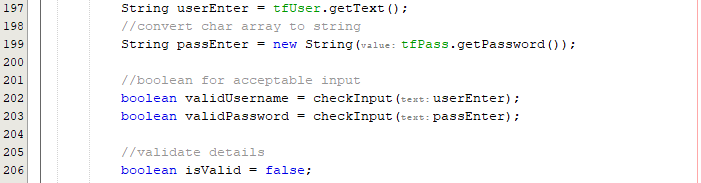 197 String userEnter = tfUser.getText();
198 //convert char array to string
199 String passEnter = new String(value: tfPass.getPassword());
200
201 //boolean for acceptable input
202 boolean validUsername = checkInput(text: userEnter);
203 boolean validPassword = checkInput(text: passEnter);
204
205 //validate details
206 boolean isValid = false;